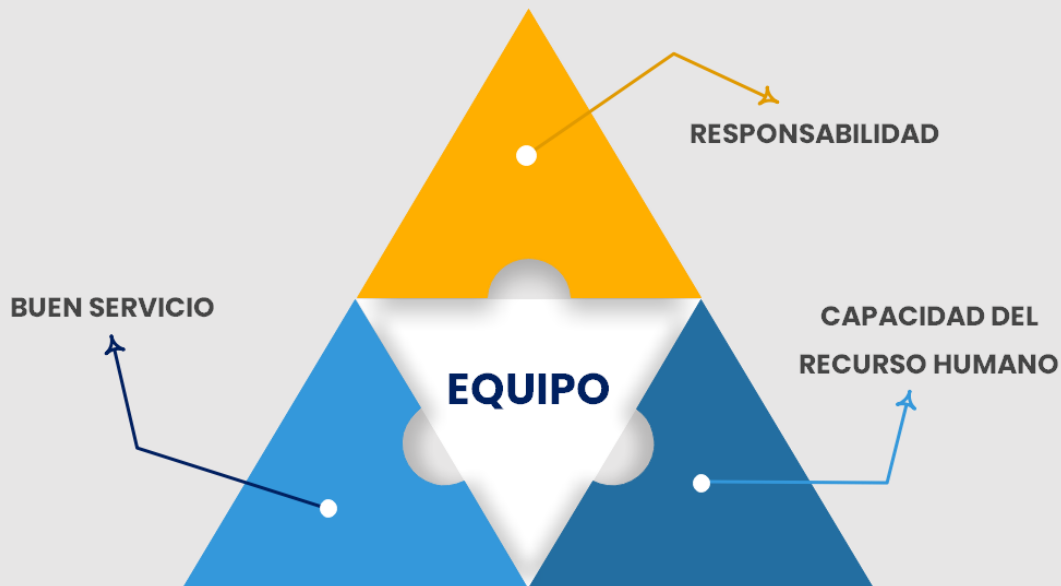 RESPONSABILIDAD
BUEN SERVICIO
CAPACIDAD DEL
RECURSO HUMANO
EQUIPO